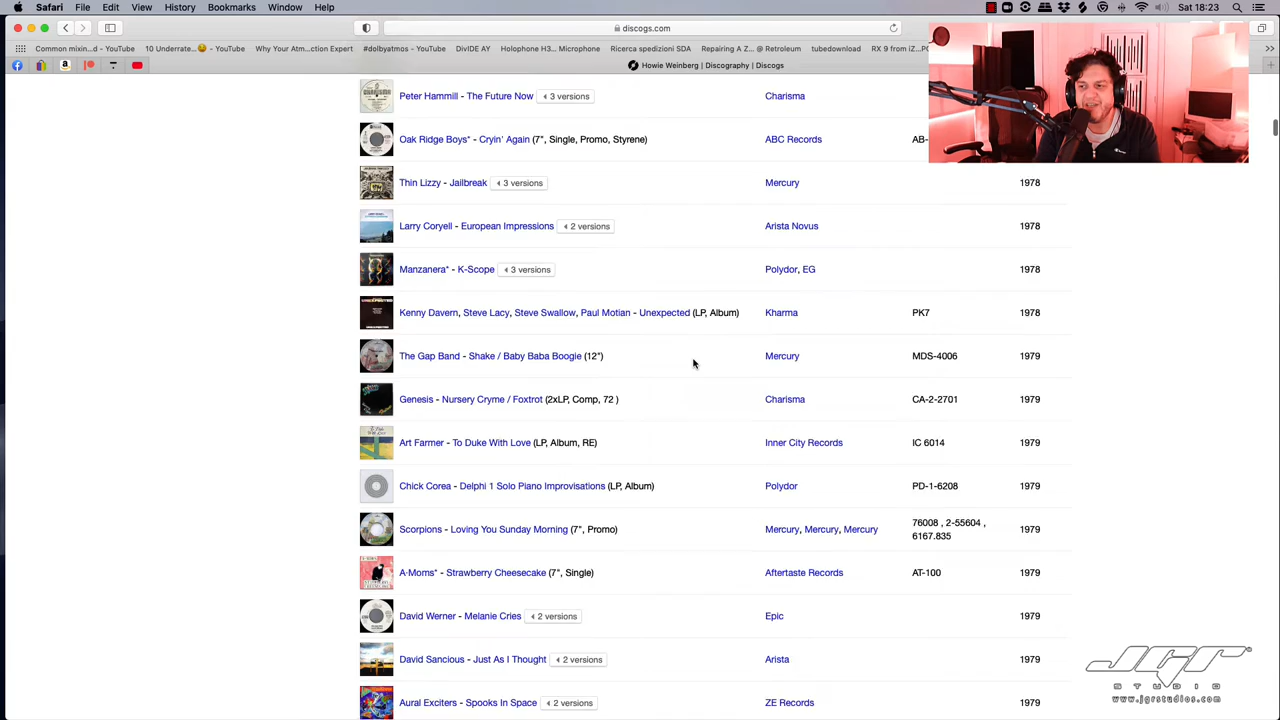 Safari File Edit View History Bookmarks Window Help Sat 18:23
discogs.com
Common mixin...d - YouTube 10 Underrate...😂 - YouTube Why Your Atm...ction Expert #dolbyatmos - YouTube DivIDE AY Holophone H3... Microphone Ricerca spedizioni SDA Repairing A Z... @ Retroleum tubedownload RX 9 from iZ...
Howie Weinberg | Discography | Discogs
Peter Hammill - The Future Now 3 versions Charisma
Oak Ridge Boys* - Cryin' Again (7", Single, Promo, Styrene) ABC Records AB-
Thin Lizzy - Jailbreak 3 versions Mercury 1978
Larry Coryell - European Impressions 2 versions Arista Novus 1978
Manzanera* - K-Scope 3 versions Polydor, EG 1978
Kenny Davern, Steve Lacy, Steve Swallow, Paul Motian - Unexpected (LP, Album) Kharma PK7 1978
The Gap Band - Shake / Baby Baba Boogie (12") Mercury MDS-4006 1979
Genesis - Nursery Cryme / Foxtrot (2xLP, Comp, 72 ) Charisma CA-2-2701 1979
Art Farmer - To Duke With Love (LP, Album, RE) Inner City Records IC 6014 1979
Chick Corea - Delphi 1 Solo Piano Improvisations (LP, Album) Polydor PD-1-6208 1979
Scorpions - Loving You Sunday Morning (7", Promo) Mercury, Mercury, Mercury 76008 , 2-55604 , 6167.835 1979
A-Moms* - Strawberry Cheesecake (7", Single) Aftertaste Records AT-100 1979
David Werner - Melanie Cries 2 versions Epic 1979
David Sancious - Just As I Thought 2 versions Arista 1979
Aural Exciters - Spooks In Space 2 versions ZE Records 1979
JGR
STUDIO
www.jgrstudios.com